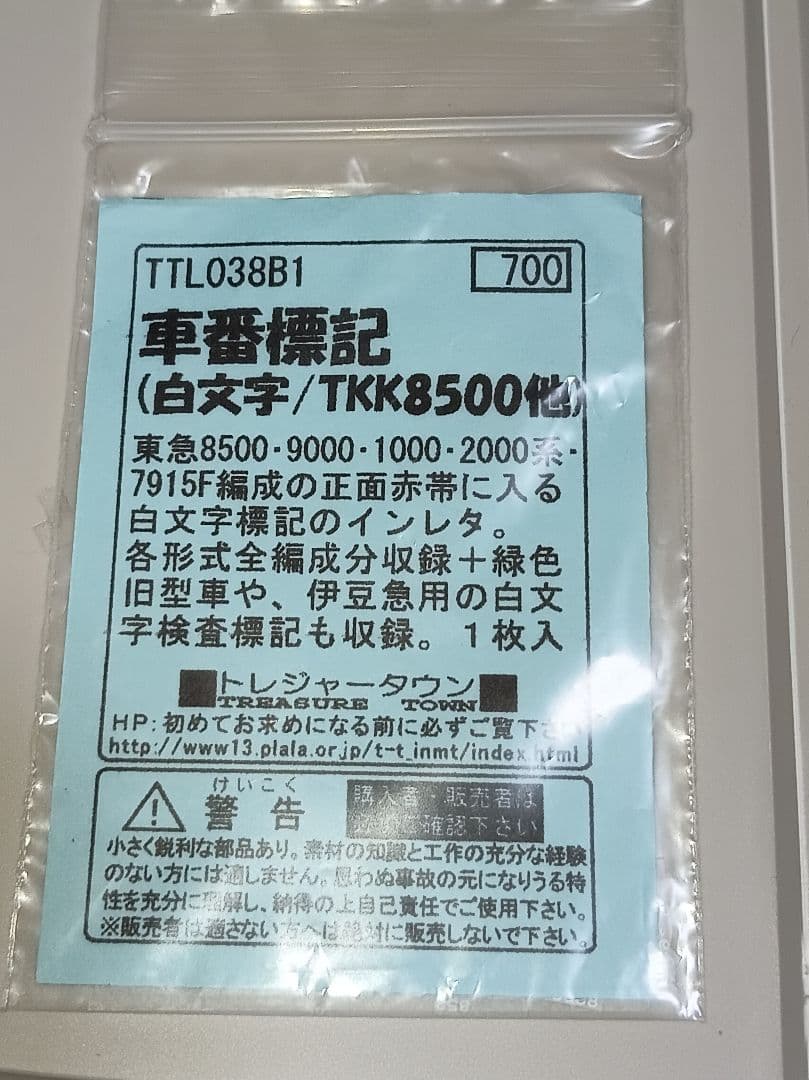 TTL038B1
700
車番標記
(白文字/TKK8500他)
東急8500・9000・1000・2000系・
7915F編成の正面赤帯に入る
白文字標記のインレタ。
各形式全編成分収録＋緑色
旧型車や、伊豆急用の白文
字検査標記も収録。1枚入
■トレジャータウン■
TREASURE TOWN
HP:初めてお求めになる前に必ずご覧下さい
http://www13.plala.or.jp/t-t_inmt/index.html
けいこく
警告
購入者・販売者は
確認下さい
小さく鋭利な部品あり。素材の知識と工作の充分な経験
のない方には適しません。思わぬ事故の元になりうる特
性を充分に理解し、納得の上自己責任でご使用下さい。
※販売者は適さない方へは絶対に販売しないで下さい。